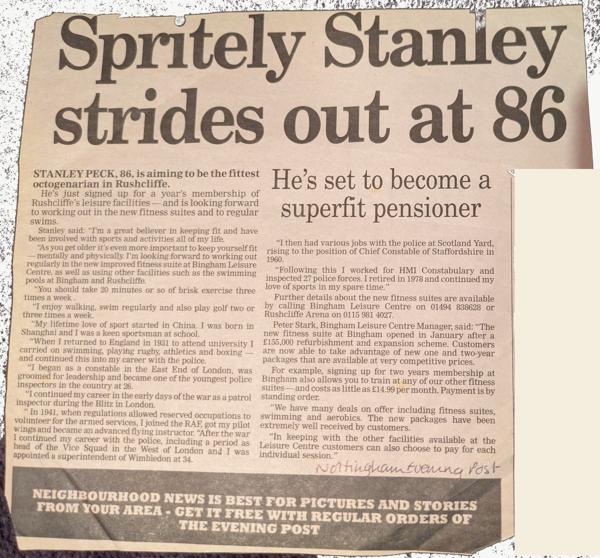 Spritely Stanley
strides out at 86
STANLEY PECK, 86, is aiming to be the fittest
octogenarian in Rushcliffe.
He's just signed up for a year's membership of
Rushcliffe's leisure facilities — and is looking forward
to working out in the new fitness suites and to regular
swims.
Stanley said: "I'm a great believer in keeping fit and have
been involved with sports and activities all of my life.
"As you get older it's even more important to keep yourself fit
— mentally and physically. I'm looking forward to working out
regularly in the new improved fitness suite at Bingham Leisure
Centre, as well as using other facilities such as the swimming
pools at Bingham and Rushcliffe.
"You should take 20 minutes or so of brisk exercise three
times a week.
"I enjoy walking, swim regularly and also play golf two or
three times a week.
"My lifetime love of sport started in China. I was born in
Shanghai and I was a keen sportsman at school.
"When I returned to England in 1931 to attend university I
carried on swimming, playing rugby, athletics and boxing —
and continued this into my career with the police.
"I began as a constable in the East End of London, was
groomed for leadership and became one of the youngest police
inspectors in the country at 26.
"I continued my career in the early days of the war as a patrol
inspector during the Blitz in London.
"In 1941, when regulations allowed reserved occupations to
volunteer for the armed services, I joined the RAF, got my pilot
wings and became an advanced flying instructor. "After the war
I continued my career with the police, including a period as
head of the Vice Squad in the West of London and I was
appointed a superintendent of Wimbledon at 34.
He's set to become a
superfit pensioner
"I then had various jobs with the police at Scotland Yard,
rising to the position of Chief Constable of Staffordshire in
1960.
"Following this I worked for HMI Constabulary and
inspected 27 police forces. I retired in 1978 and continued my
love of sports in my spare time."
Further details about the new fitness suites are available
by calling Bingham Leisure Centre on 01494 838628 or
Rushcliffe Arena on 0115 981 4027.
Peter Stark, Bingham Leisure Centre Manager, said: "The
new fitness suite at Bingham opened in January after a
£155,000 refurbishment and expansion scheme. Customers
are now able to take advantage of new one and two-year
packages that are available at very competitive prices.
For example, signing up for two years membership at
Bingham also allows you to train at any of our other fitness
suites — and costs as little as £14.99 per month. Payment is by
standing order.
"We have many deals on offer including fitness suites,
swimming and aerobics. The new packages have been
extremely well received by customers.
"In keeping with the other facilities available at the
Leisure Centre customers can also choose to pay for each
individual session."
Nottingham Evening Post
NEIGHBOURHOOD NEWS IS BEST FOR PICTURES AND STORIES
FROM YOUR AREA - GET IT FREE WITH REGULAR ORDERS OF
THE EVENING POST